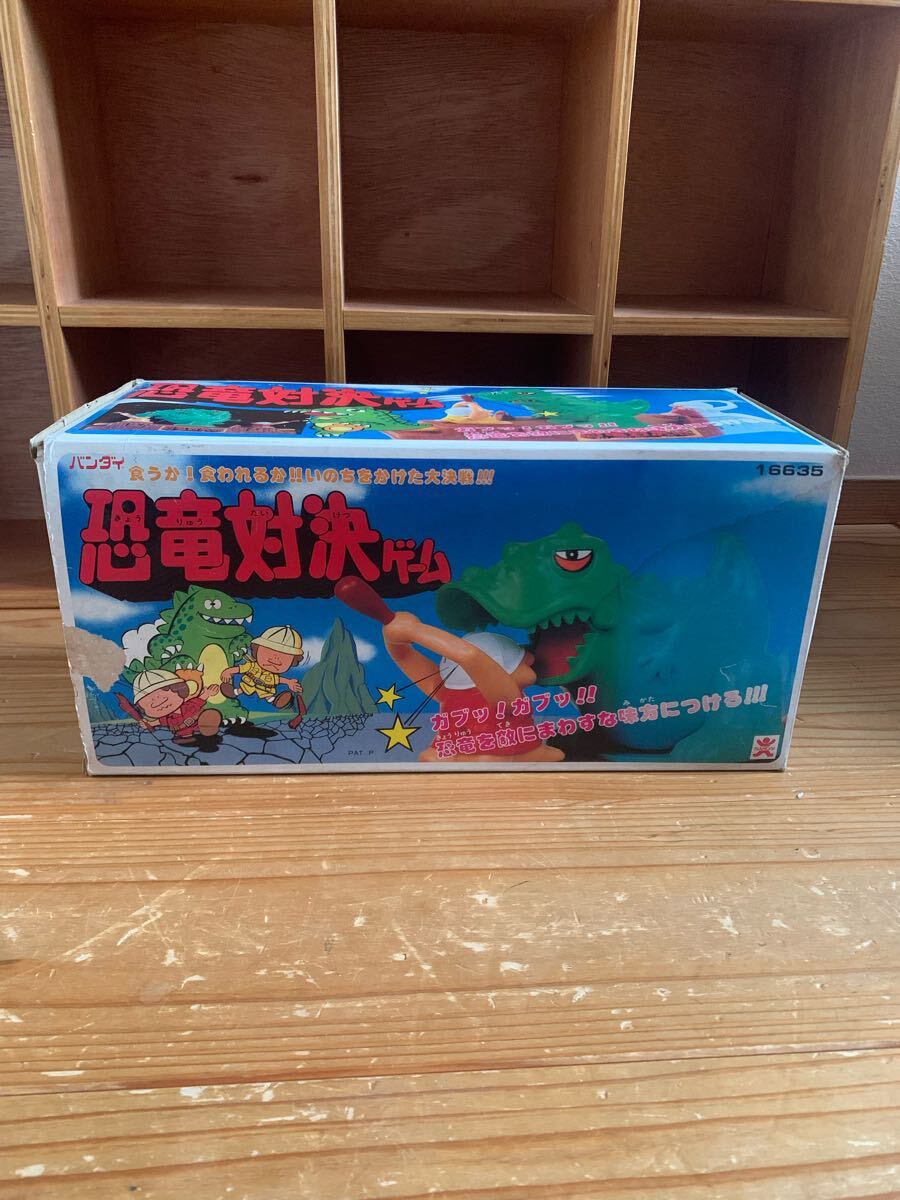 恐竜対決ゲーム
バンダイ
16635
食うか！食われるか!!いのちをかけた大決戦!!!
きょう りゅう たい けつ
恐竜対決ゲーム
ガブッ！ガブッ!!
きょうりゅう てき みかた
恐竜を敵にまわすな味方につける!!!
PAT. P